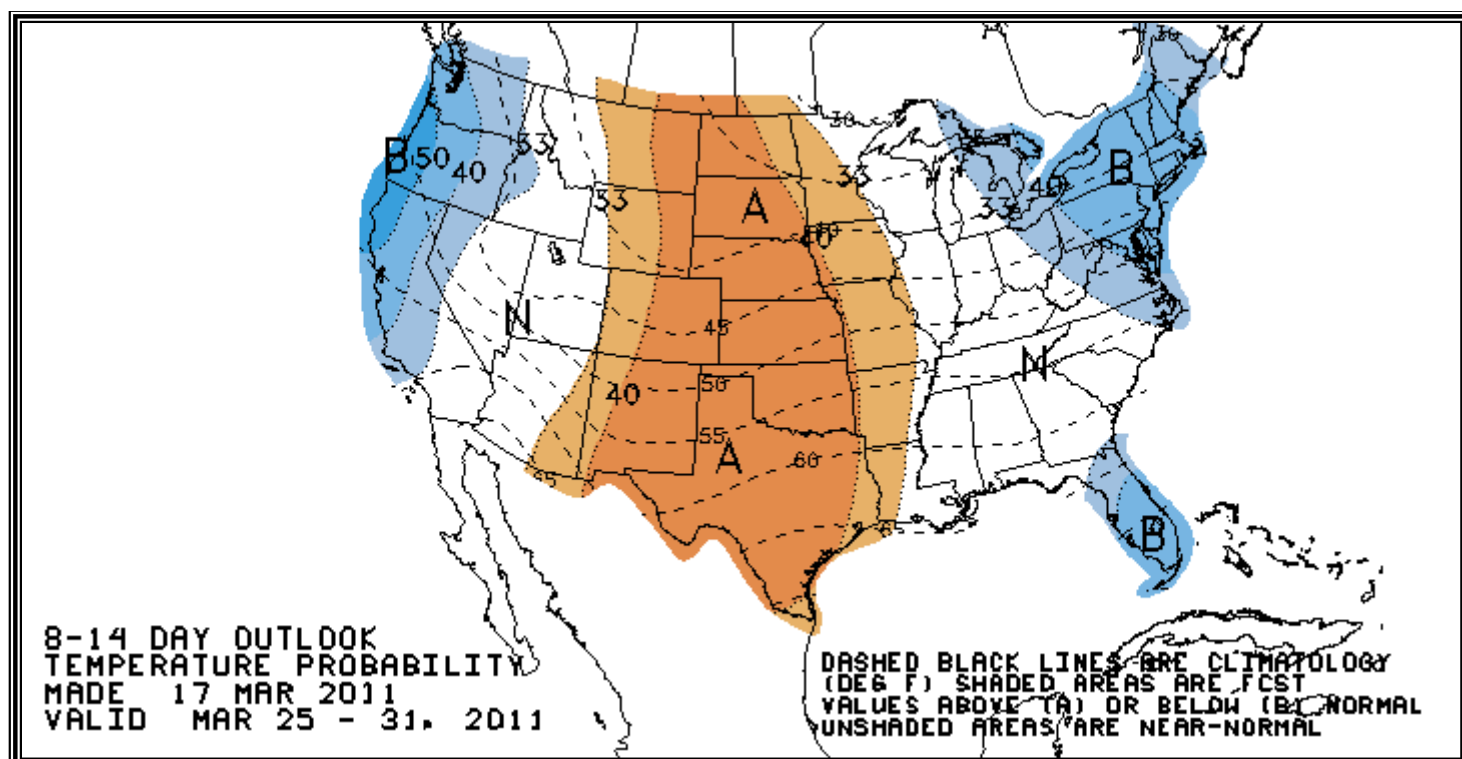 30
B
50
40
33
30
33
A
33
40
33
B
40
N
45
N
40
50
55
A
60
B
8-14 DAY OUTLOOK
TEMPERATURE PROBABILITY
MADE 17 MAR 2011
VALID MAR 25 - 31, 2011
DASHED BLACK LINES ARE CLIMATOLOGY
(DEG F) SHADED AREAS ARE FCST
VALUES ABOVE (A) OR BELOW (B) NORMAL
UNSHADED AREAS ARE NEAR-NORMAL